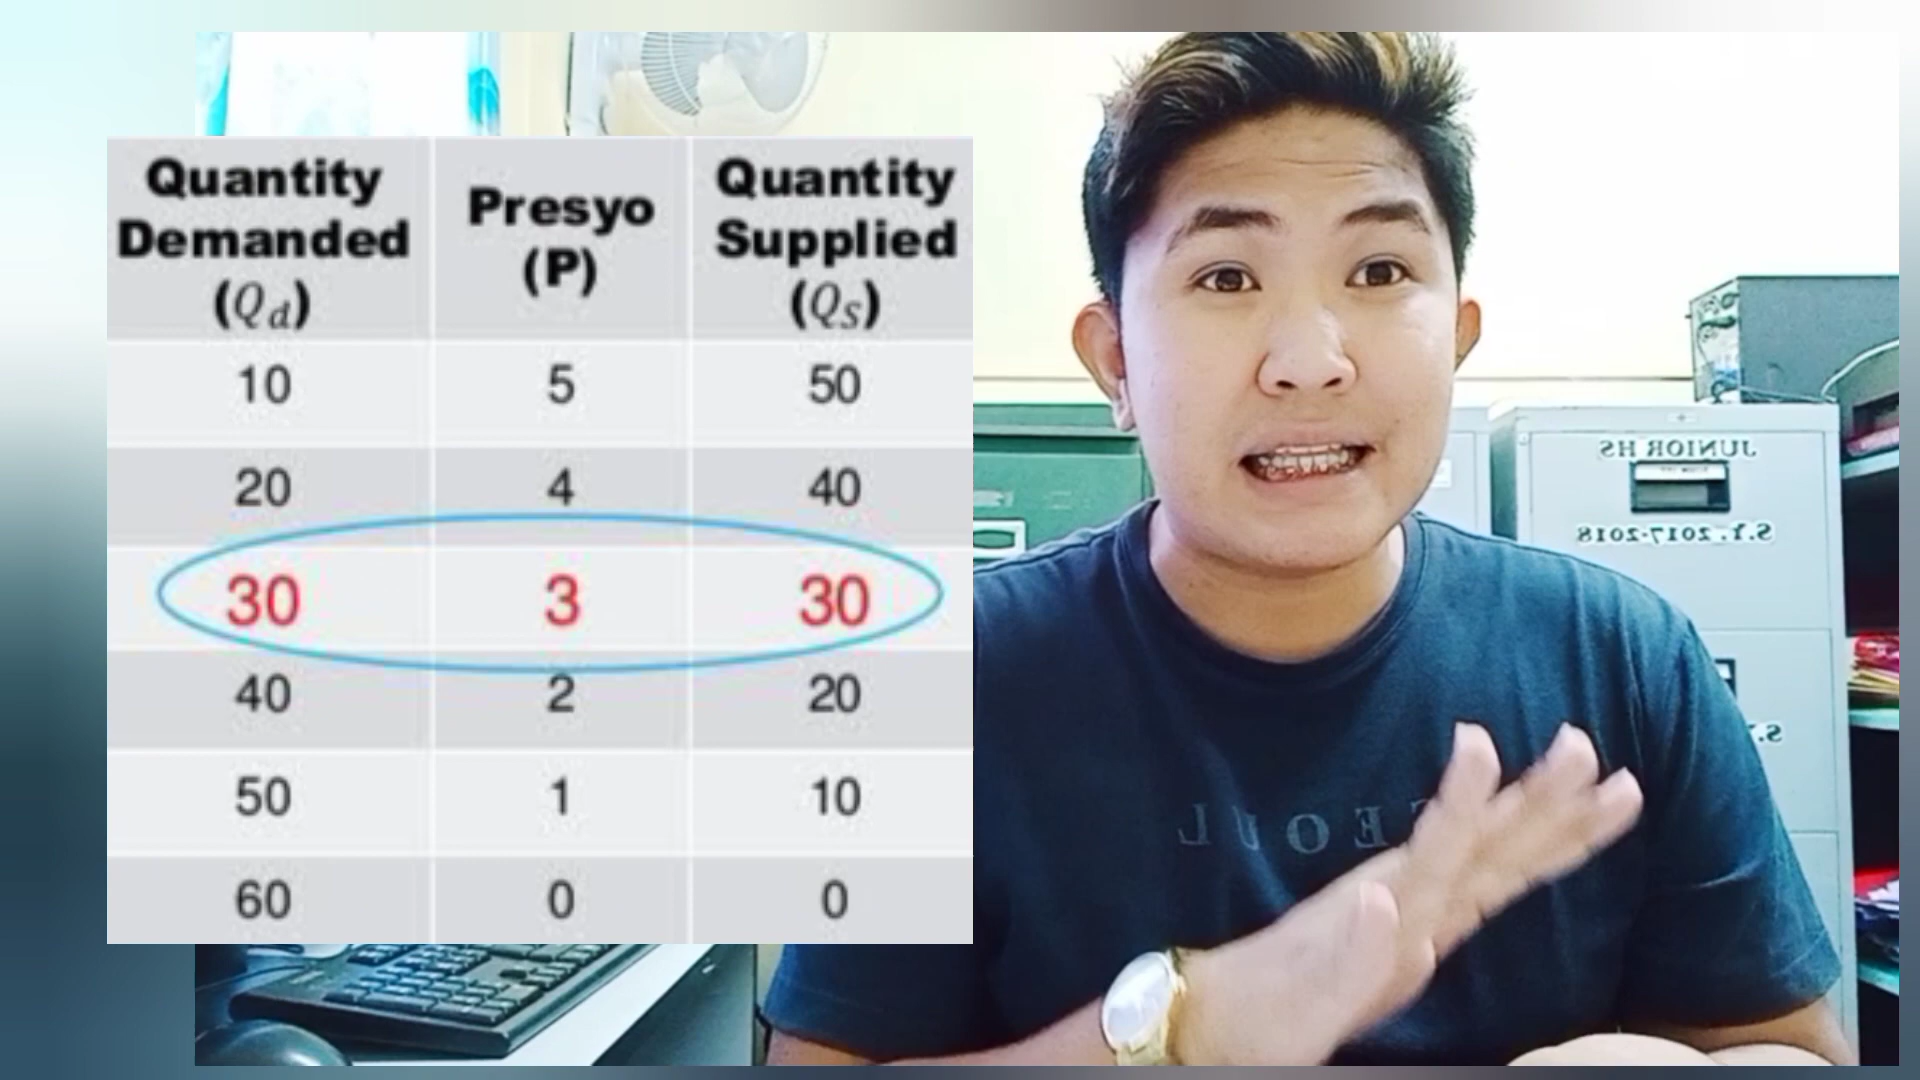 Quantity
Demanded
(Qd)
Presyo
(P)
Quantity
Supplied
(Qs)
10 5 50
20 4 40
30 3 30
40 2 20
50 1 10
60 0 0
JUNIOR HS
S.Y. 2017-2018
S.
SEOUL